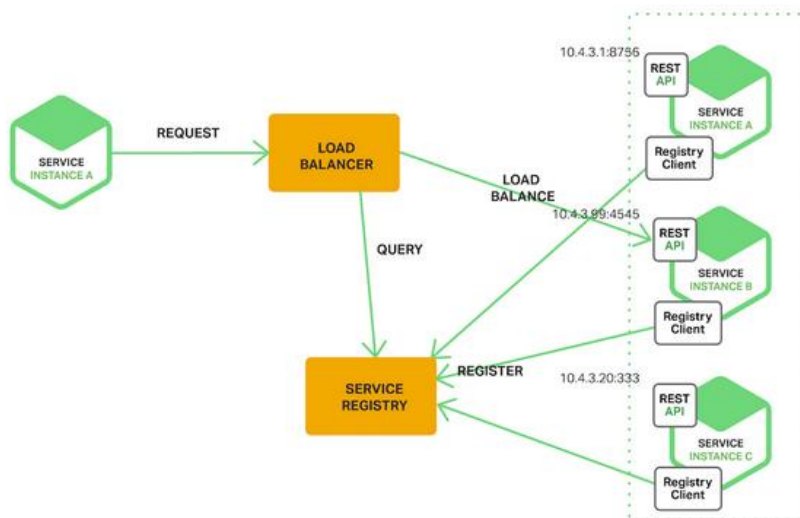 SERVICE
INSTANCE A
REQUEST
LOAD
BALANCER
LOAD
BALANCE
QUERY
SERVICE
REGISTRY
REGISTER
10.4.3.1:8756
REST
API
SERVICE
INSTANCE A
Registry
Client
10.4.3.99:4545
REST
API
SERVICE
INSTANCE B
Registry
Client
10.4.3.20:333
REST
API
SERVICE
INSTANCE C
Registry
Client